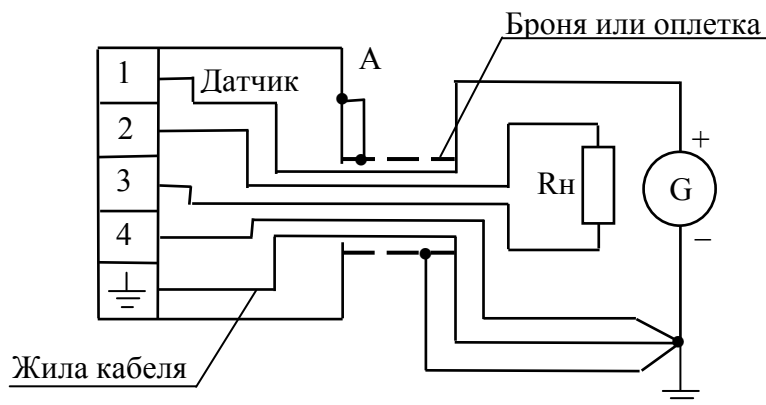 Броня или оплетка
А
1
Датчик
2
3
4
Rн
+
G
−
Жила кабеля